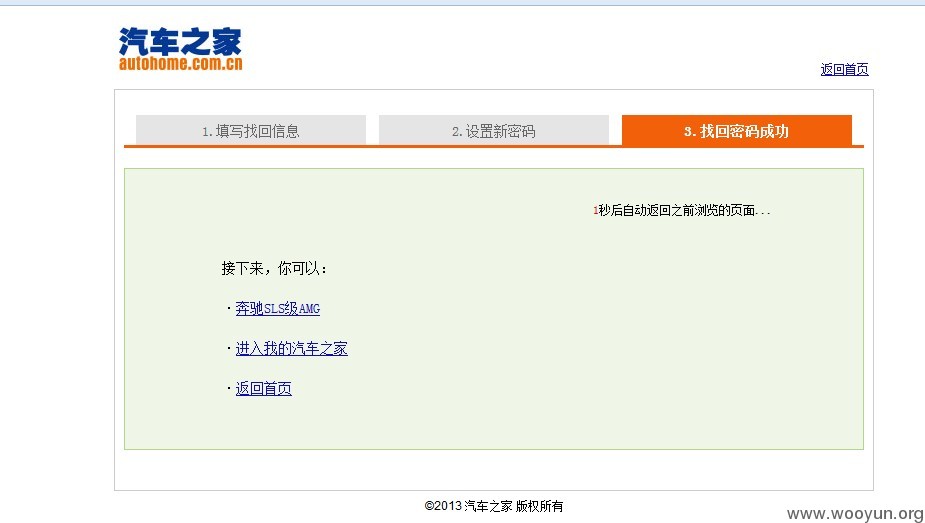 汽车之家
autohome.com.cn
返回首页
1.填写找回信息
2.设置新密码
3.找回密码成功
1秒后自动返回之前浏览的页面...
接下来，你可以：
·奔驰SLS级AMG
·进入我的汽车之家
·返回首页
©2013 汽车之家 版权所有
www.wooyun.org